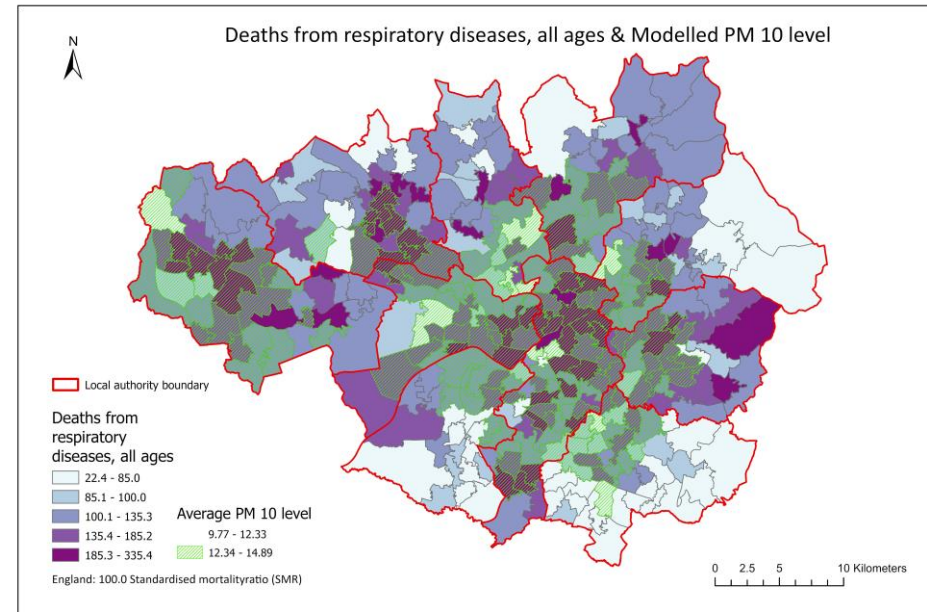 Deaths from respiratory diseases, all ages & Modelled PM 10 level
N
Local authority boundary
Deaths from
respiratory
diseases, all ages
22.4 - 85.0
85.1 - 100.0
100.1 - 135.3
135.4 - 185.2
185.3 - 335.4
Average PM 10 level
9.77 - 12.33
12.34 - 14.89
England: 100.0 Standardised mortalityratio (SMR)
0 2.5 5 10 Kilometers